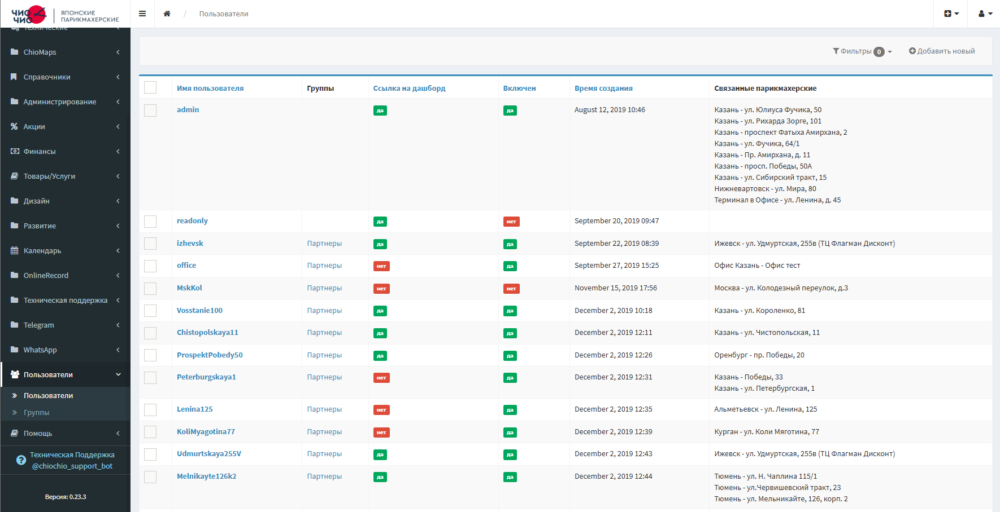 ЧИО ЧИО
ЯПОНСКИЕ ПАРИКМАХЕРСКИЕ
/ Пользователи
Технические
ChioMaps
Справочники
Администрирование
Акции
Финансы
Товары/Услуги
Дизайн
Развитие
Календарь
OnlineRecord
Техническая поддержка
Telegram
WhatsApp
Пользователи
Пользователи
Группы
Помощь
Техническая Поддержка
@chiochio_support_bot
Версия: 0.23.3
Фильтры 0 Добавить новый
Имя пользователя Группы Ссылка на дашборд Включен Время создания Связанные парикмахерские
admin да да August 12, 2019 10:46 Казань - ул. Юлиуса Фучика, 50
Казань - ул. Рихарда Зорге, 101
Казань - проспект Фатыха Амирхана, 2
Казань - ул. Фучика, 64/1
Казань - Пр. Амирхана, д. 11
Казань - просп. Победы, 50А
Казань - ул. Сибирский тракт, 15
Нижневартовск - ул. Мира, 80
Терминал в Офисе - ул. Ленина, д. 45
readonly да нет September 20, 2019 09:47
izhevsk Партнеры да да September 22, 2019 08:39 Ижевск - ул. Удмуртская, 255в (ТЦ Флагман Дисконт)
office Партнеры нет да September 27, 2019 15:25 Офис Казань - Офис тест
MskKol Партнеры нет нет November 15, 2019 17:56 Москва - ул. Колодезный переулок, д.3
Vosstanie100 Партнеры да да December 2, 2019 10:18 Казань - ул. Короленко, 81
Chistopolskaya11 Партнеры да да December 2, 2019 12:11 Казань - ул. Чистопольская, 11
ProspektPobedy50 Партнеры да да December 2, 2019 12:26 Оренбург - пр. Победы, 20
Peterburgskaya1 Партнеры нет да December 2, 2019 12:31 Казань - Победы, 33
Казань - ул. Петербургская, 1
Lenina125 Партнеры нет да December 2, 2019 12:35 Альметьевск - ул. Ленина, 125
KoliMyagotina77 Партнеры нет да December 2, 2019 12:39 Курган - ул. Коли Мяготина, 77
Udmurtskaya255V Партнеры да да December 2, 2019 12:43 Ижевск - ул. Удмуртская, 255в (ТЦ Флагман Дисконт)
Melnikayte126k2 Партнеры да да December 2, 2019 12:44 Тюмень - ул. Н. Чаплина 115/1
Тюмень - ул.Червишевский тракт, 23
Тюмень - ул. Мельникайте, 126, корп. 2